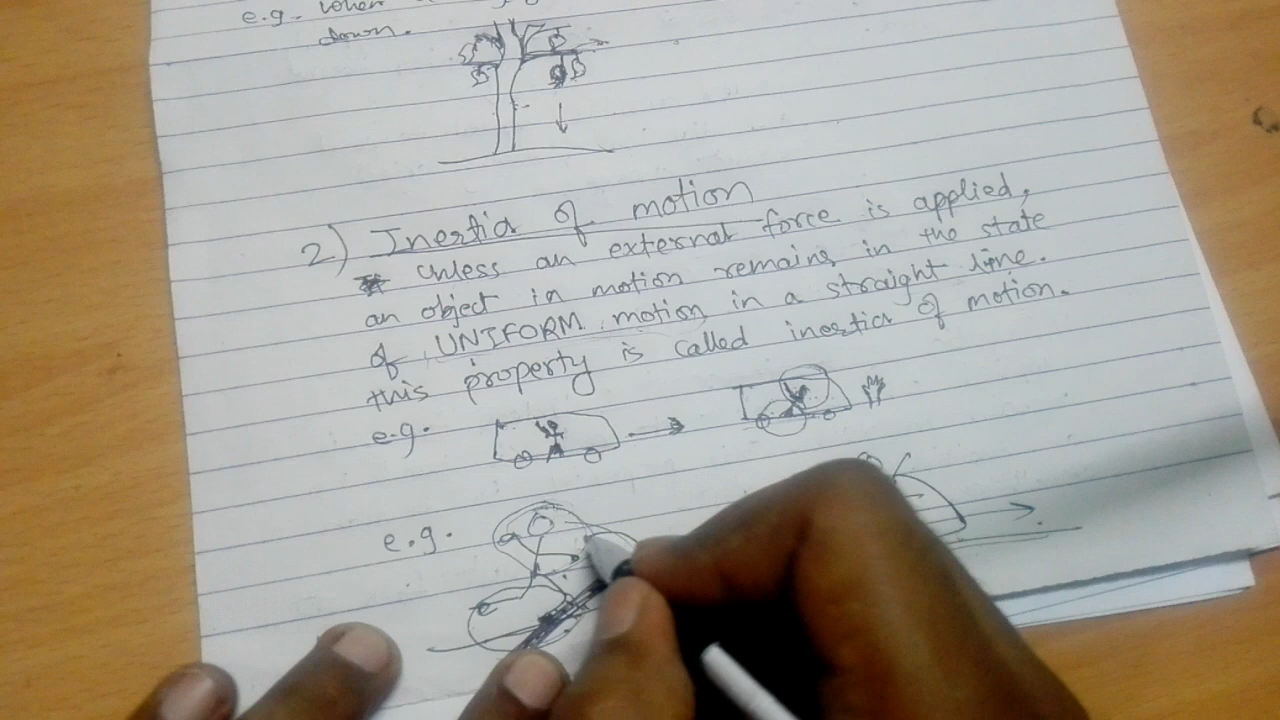 e.g. when
down.
2) Inertia of motion
unless an external force is applied,
an object in motion remains in the state
of UNIFORM motion in a straight line.
this property is called inertia of motion.
e.g.
e.g.